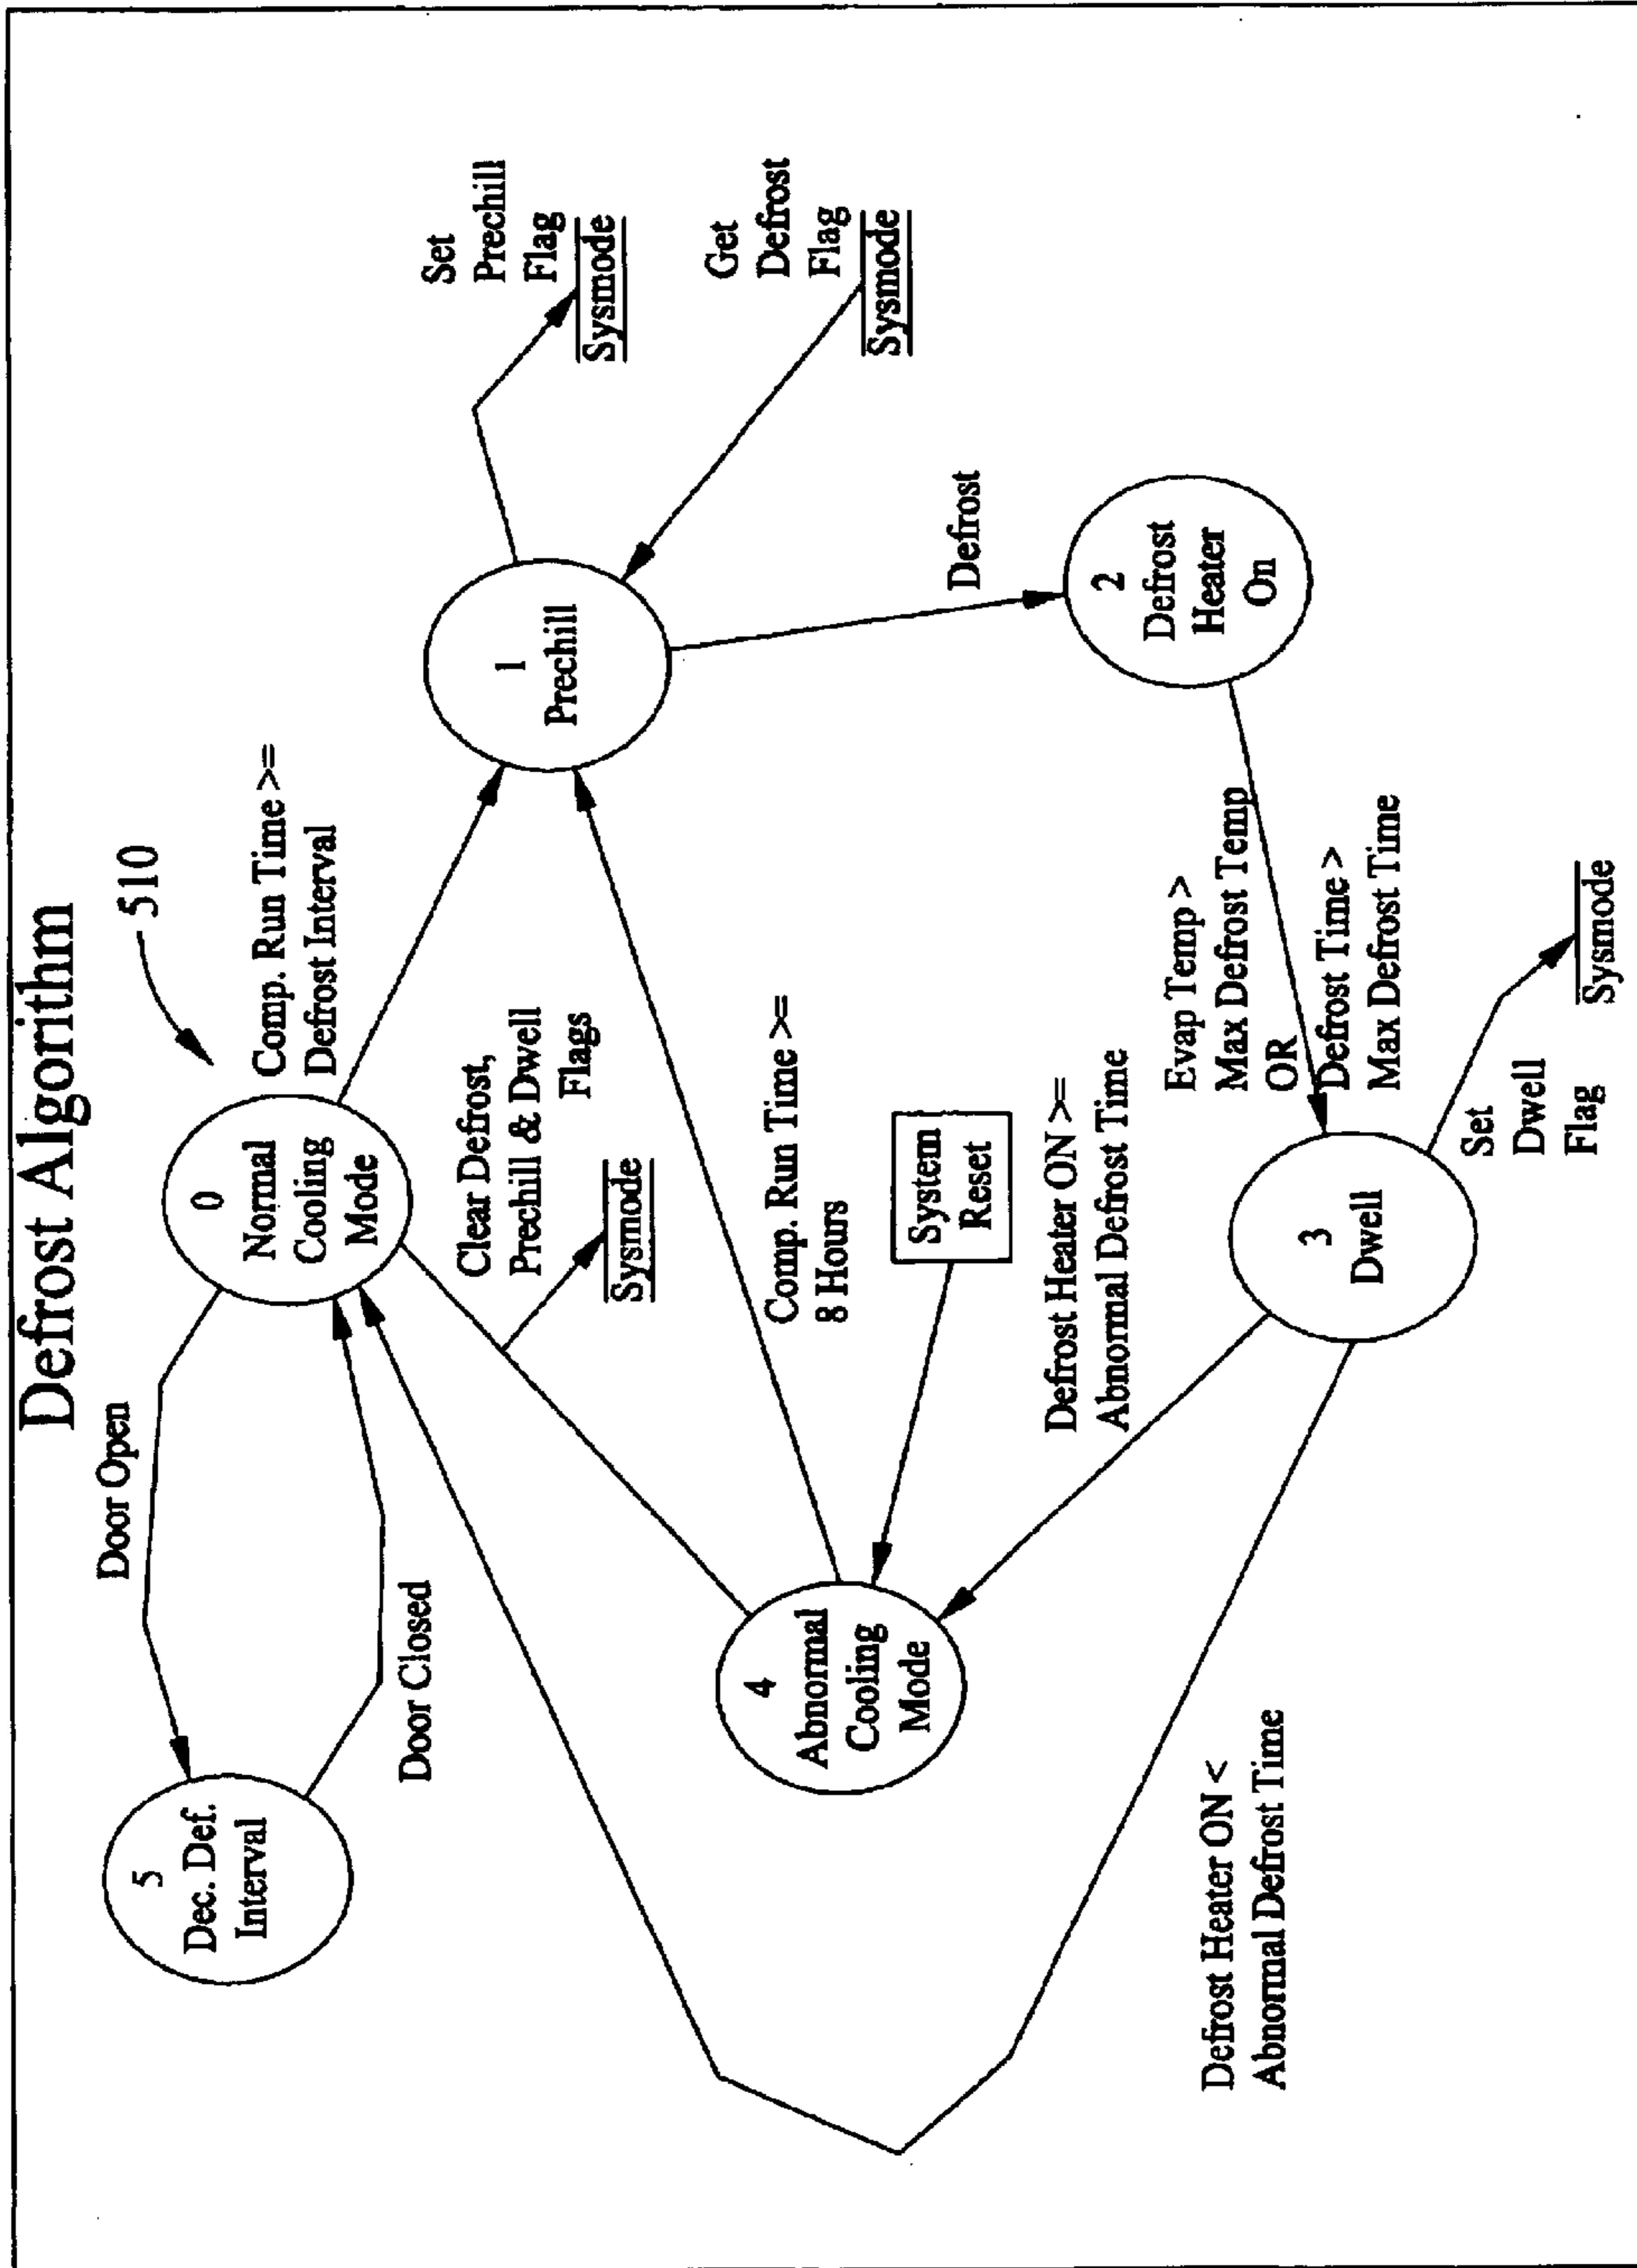 Defrost Algorithm
510
Door Open
Door Closed
5
Dec. Def.
Interval
0
Normal
Cooling
Mode
Comp. Run Time >=
Defrost Interval
Clear Defrost,
Prechill & Dwell
Flags
Sysmode
1
Prechill
Set
Prechill
Flag
Sysmode
Get
Defrost
Flag
Sysmode
4
Abnormal
Cooling
Mode
Comp. Run Time >=
8 Hours
System
Reset
Defrost Heater ON >=
Abnormal Defrost Time
Defrost
2
Defrost
Heater
On
Evap Temp >
Max Defrost Temp
OR
Defrost Time >
Max Defrost Time
3
Dwell
Set
Dwell
Flag
Sysmode
Defrost Heater ON <
Abnormal Defrost Time